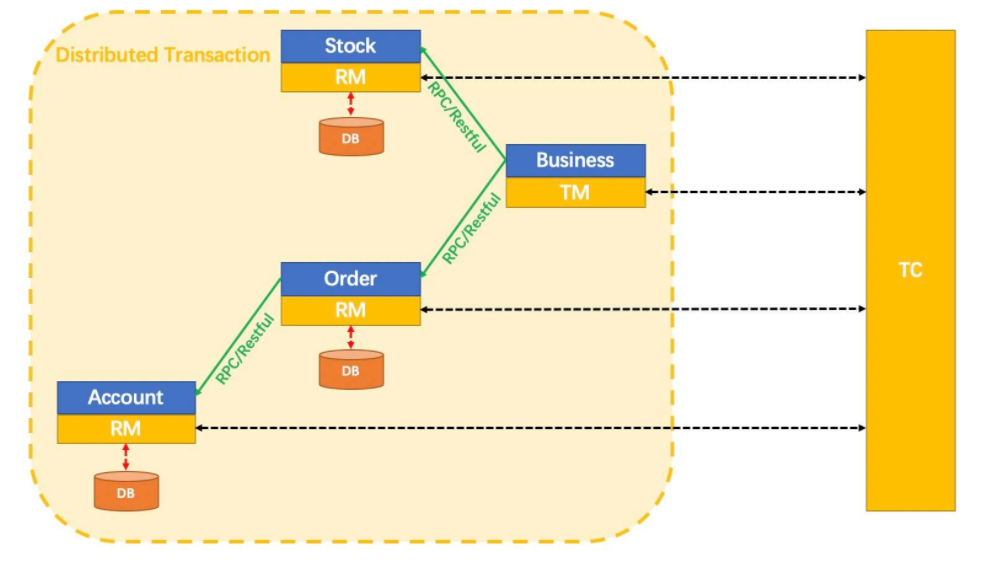 Distributed Transaction
Stock
RM
DB
RPC/Restful
Business
TM
RPC/Restful
TC
Order
RM
DB
RPC/Restful
Account
RM
DB